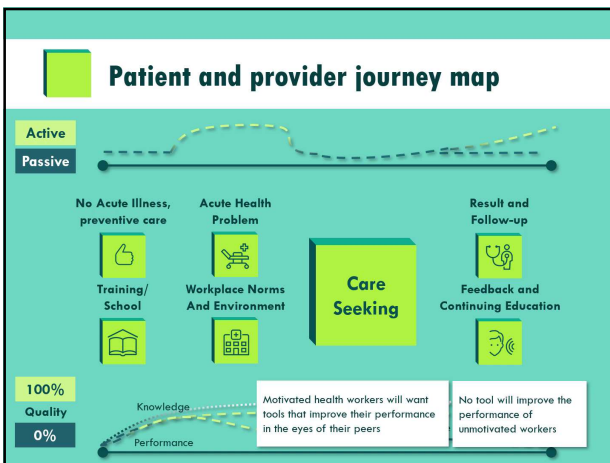 Patient and provider journey map
Active
Passive
No Acute Illness,
preventive care
Acute Health
Problem
Result and
Follow-up
Training/
School
Workplace Norms
And Environment
Care
Seeking
Feedback and
Continuing Education
100%
Quality
0%
Knowledge
Performance
Motivated health workers will want
tools that improve their performance
in the eyes of their peers
No tool will improve the
performance of
unmotivated workers